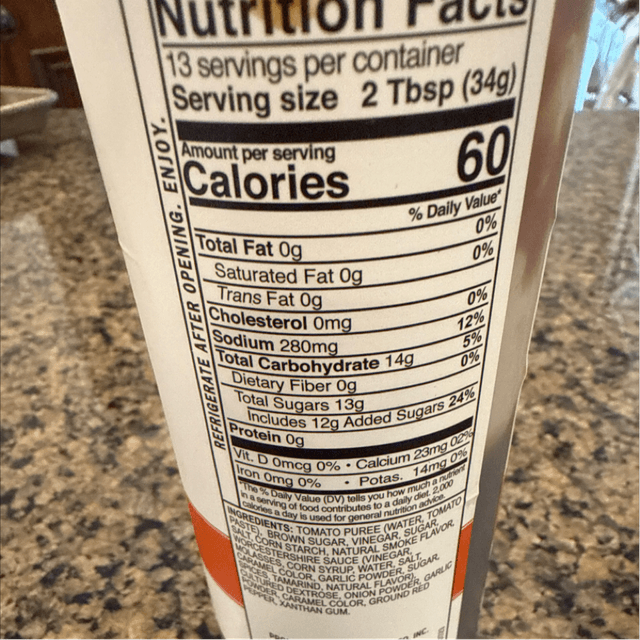 Nutrition Facts
13 servings per container
Serving size 2 Tbsp (34g)
Amount per serving
Calories 60
% Daily Value*
Total Fat 0g 0%
Saturated Fat 0g 0%
Trans Fat 0g
Cholesterol 0mg 0%
Sodium 280mg 12%
Total Carbohydrate 14g 5%
Dietary Fiber 0g 0%
Total Sugars 13g
Includes 12g Added Sugars 24%
Protein 0g
Vit. D 0mcg 0% • Calcium 23mg 02%
Iron 0mg 0% • Potas. 14mg 0%
*The % Daily Value (DV) tells you how much a nutrient
in a serving of food contributes to a daily diet. 2,000
calories a day is used for general nutrition advice.
INGREDIENTS: TOMATO PUREE (WATER, TOMATO
PASTE), BROWN SUGAR, VINEGAR, SUGAR,
SALT, CORN STARCH, NATURAL SMOKE FLAVOR,
WORCESTERSHIRE SAUCE (VINEGAR,
MOLASSES, CORN SYRUP, WATER, SALT,
CARAMEL COLOR, GARLIC POWDER, SUGAR,
SPICES, TAMARIND, NATURAL FLAVOR),
CULTURED DEXTROSE, ONION POWDER, GARLIC
POWDER, CARAMEL COLOR, GROUND RED
PEPPER, XANTHAN GUM.
INC.
REFRIGERATE AFTER OPENING. ENJOY.